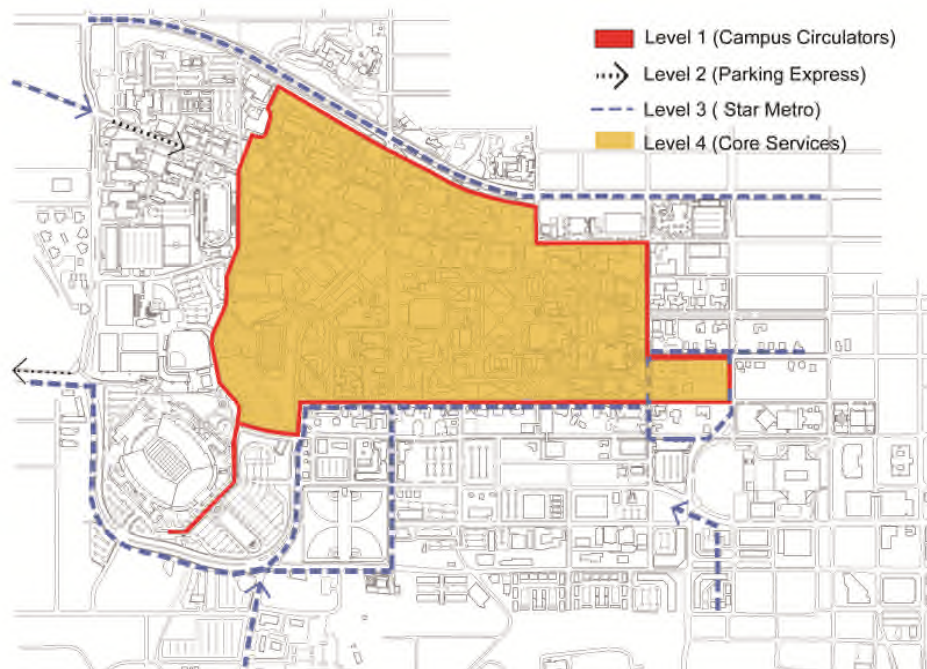 Level 1 (Campus Circulators)
Level 2 (Parking Express)
Level 3 ( Star Metro)
Level 4 (Core Services)